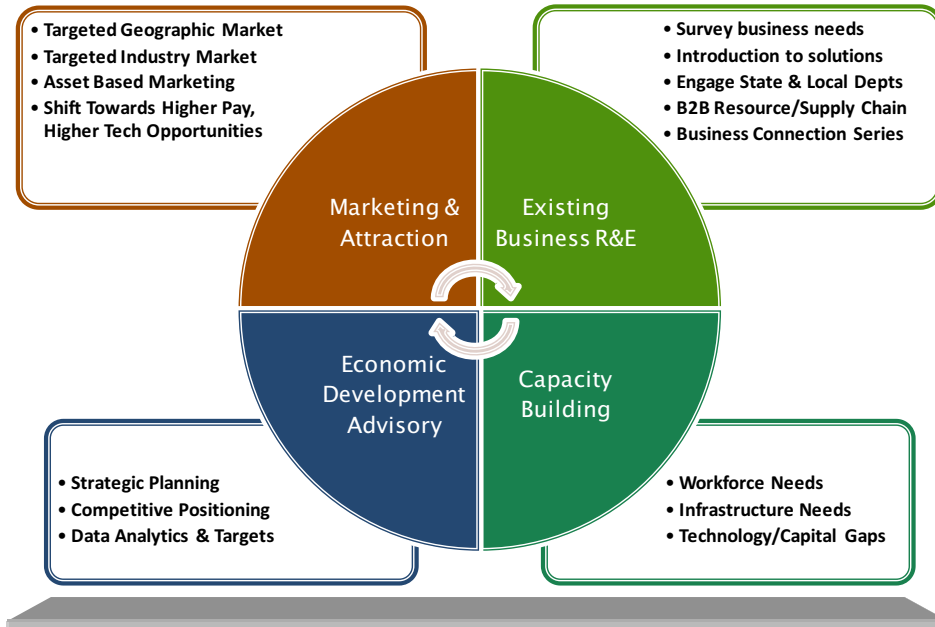 • Targeted Geographic Market
• Targeted Industry Market
• Asset Based Marketing
• Shift Towards Higher Pay,
Higher Tech Opportunities
• Survey business needs
• Introduction to solutions
• Engage State & Local Depts
• B2B Resource/Supply Chain
• Business Connection Series
Marketing &
Attraction
Existing
Business R&E
Economic
Development
Advisory
Capacity
Building
• Strategic Planning
• Competitive Positioning
• Data Analytics & Targets
• Workforce Needs
• Infrastructure Needs
• Technology/Capital Gaps